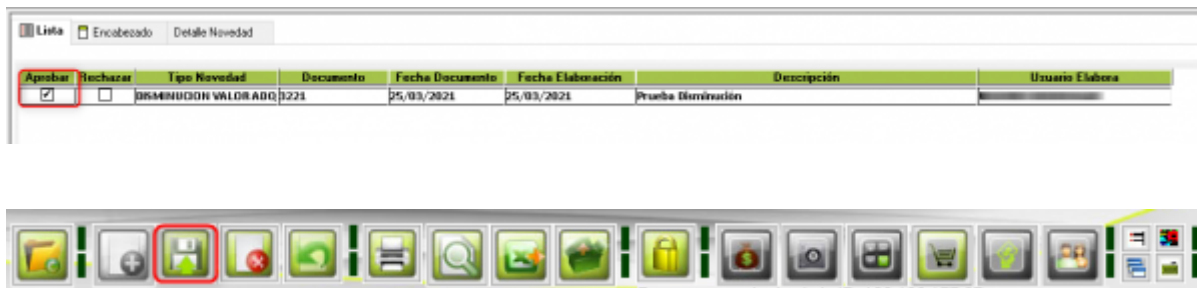 Lista Encabezado Detalle Novedad
Aprobar Rechazar Tipo Novedad Documento Fecha Documento Fecha Elaboración Descripción Usuario Elabora
DISMINUCION VALOR ADQ 3221 25/03/2021 25/03/2021 Prueba Disminución